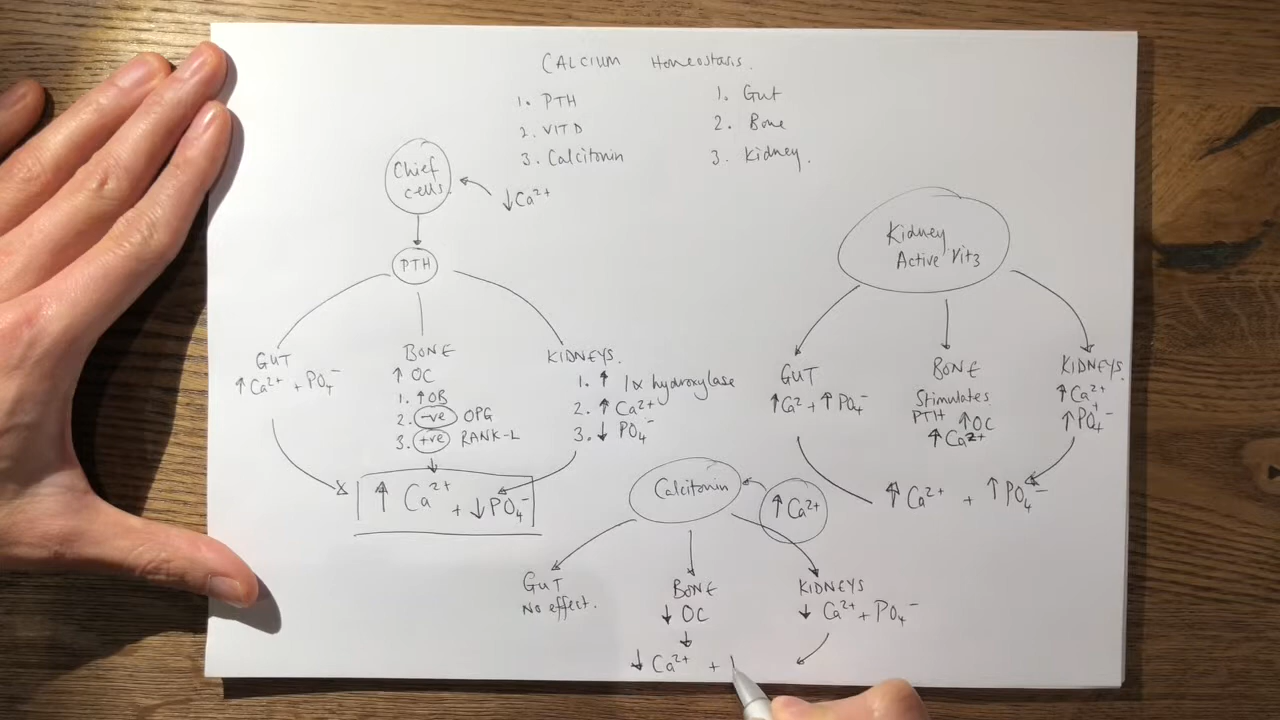 CALCIUM Homeostasis.
1. PTH
2. VIT D
3. Calcitonin
1. Gut
2. Bone
3. Kidney.
Chief
cells.
↓Ca²⁺
PTH
GUT
↑Ca²⁺ + PO₄⁻
BONE
↑ OC
1. ↑OB
2. -ve OPG
3. +ve RANK-L
KIDNEYS.
1. ↑ 1α hydroxylase
2. ↑ Ca²⁺
3. ↓ PO₄⁻
↑ Ca²⁺ + ↓PO₄⁻
Kidney
Active Vit3
GUT
↑Ca² + ↑PO₄⁻
BONE
Stimulates
PTH ↑OC
↑Ca²⁺
KIDNEYS.
↑Ca²⁺
↑PO₄⁻
↑Ca²⁺ + ↑PO₄⁻
Calcitonin
↑Ca²⁺
GUT
No effect.
BONE
↓ OC
KIDNEYS
↓ Ca²⁺ + PO₄⁻
↓Ca²⁺ +